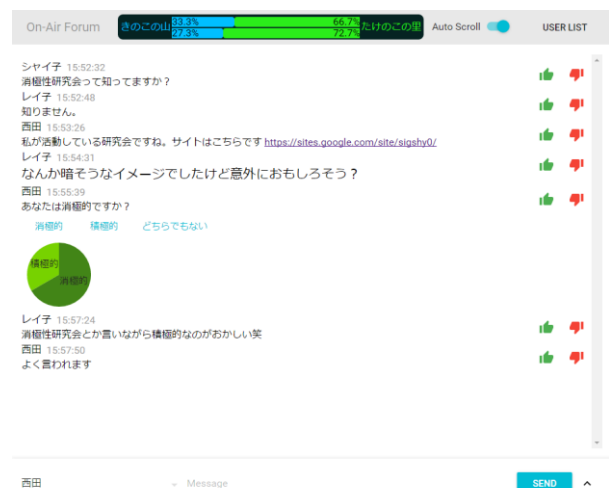 On-Air Forum
きのこの山 33.3% 66.7% たけのこの里
27.3% 72.7%
Auto Scroll
USER LIST
シャイ子 15:52:32
消極性研究会って知ってますか？
レイ子 15:52:48
知りません。
西田 15:53:26
私が活動している研究会ですね。サイトはこちらです https://sites.google.com/site/sigshy0/
レイ子 15:54:31
なんか暗そうなイメージでしたけど意外におもしろそう？
西田 15:55:39
あなたは消極的ですか？
消極的 積極的 どちらでもない
積極的
消極的
レイ子 15:57:24
消極性研究会とか言いながら積極的なのがおかしい笑
西田 15:57:50
よく言われます
西田
Message
SEND